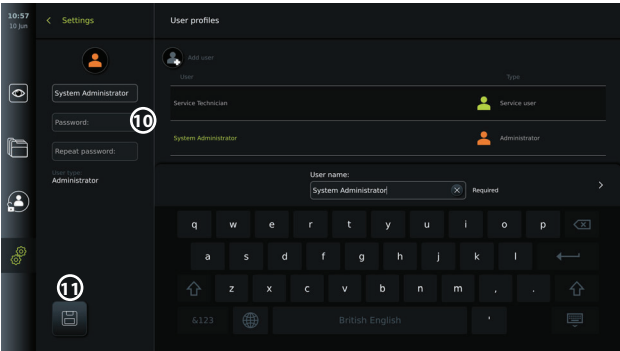 10:57
10 Jun
Settings
User profiles
Add user
User
Type
System Administrator
Service Technician
Service user
Password:
10
System Administrator
Administrator
Repeat password:
User type:
Administrator
User name:
System Administrator
Required
q w e r t y u i o p
a s d f g h j k l
z x c v b n m , .
&123
British English
'
11